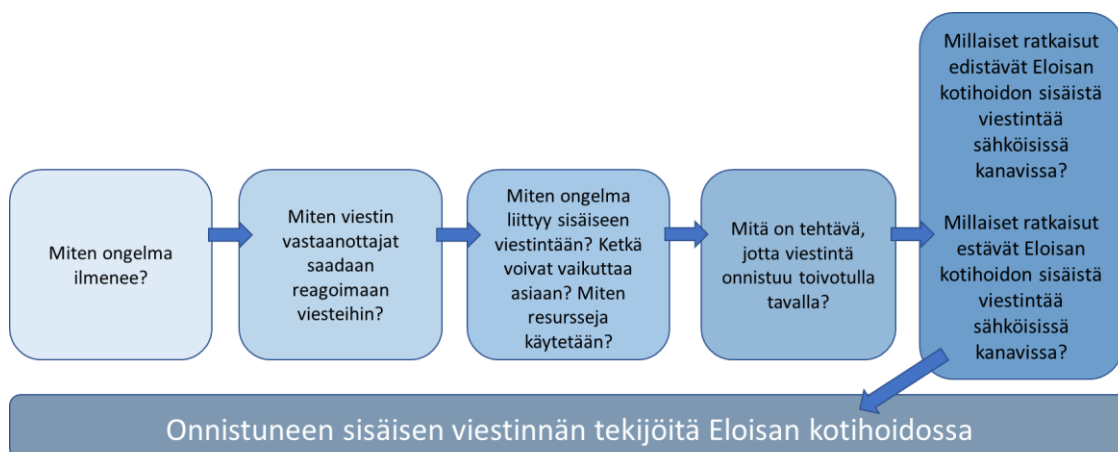 Miten ongelma
ilmenee?
Miten viestin
vastaanottajat
saadaan
reagoimaan
viesteihin?
Miten ongelma
liittyy sisäiseen
viestintään? Ketkä
voivat vaikuttaa
asiaan? Miten
resursseja
käytetään?
Mitä on tehtävä,
jotta viestintä
onnistuu toivotulla
tavalla?
Millaiset ratkaisut
edistävät Eloisan
kotihoidon sisäistä
viestintää
sähköisissä
kanavissa?
Millaiset ratkaisut
estävät Eloisan
kotihoidon sisäistä
viestintää
sähköisissä
kanavissa?
Onnistuneen sisäisen viestinnän tekijöitä Eloisan kotihoidossa